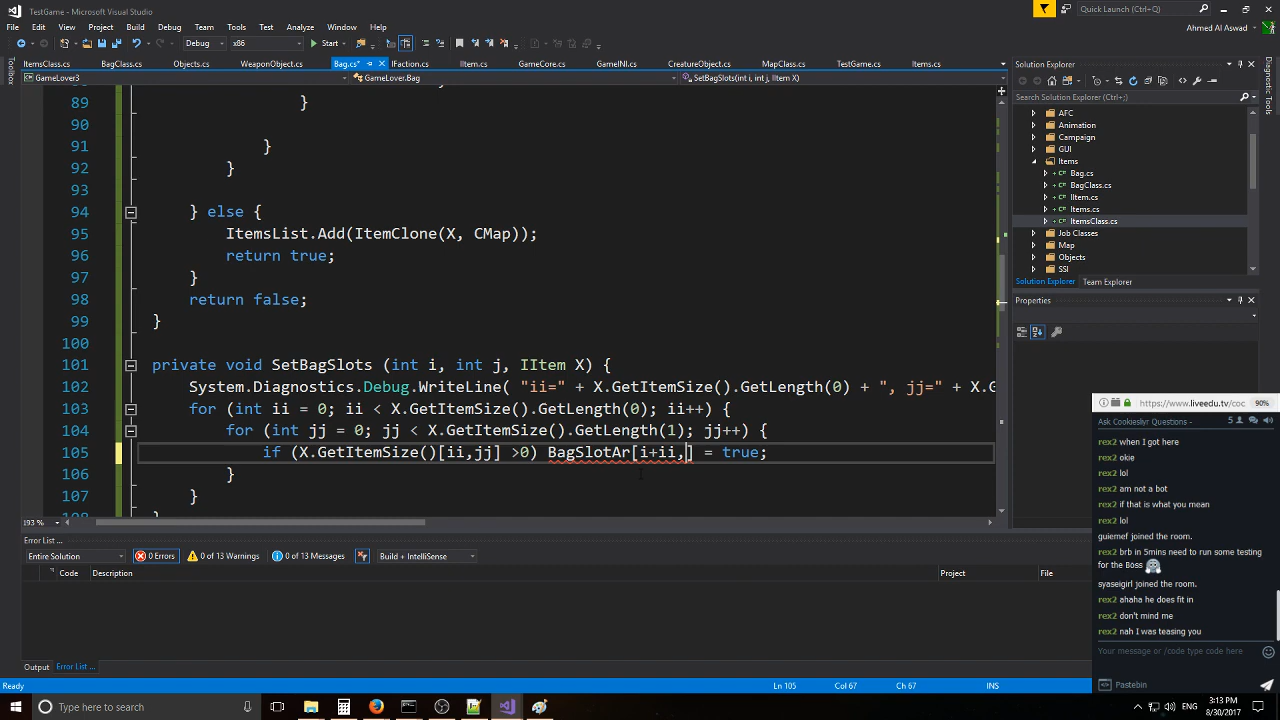 TestGame - Microsoft Visual Studio
Quick Launch (Ctrl+Q)
File Edit View Project Build Debug Team Tools Test Analyze Window Help
Ahmed Al Aswad
Debug x86 Start
ItemsClass.cs BagClass.cs Objects.cs WeaponObject.cs Bag.cs* IFaction.cs IItem.cs GameCore.cs GameINI.cs CreatureObject.cs MapClass.cs TestGame.cs Items.cs
GameLover3 GameLover.Bag SetBagSlots(int i, int j, IItem X)
Toolbox
89 }
90
91 }
92 }
93
94 } else {
95 ItemsList.Add(ItemClone(X, CMap));
96 return true;
97 }
98 return false;
99 }
100
101 private void SetBagSlots (int i, int j, IItem X) {
102 System.Diagnostics.Debug.WriteLine( "ii=" + X.GetItemSize().GetLength(0) + ", jj=" + X.G
103 for (int ii = 0; ii < X.GetItemSize().GetLength(0); ii++) {
104 for (int jj = 0; jj < X.GetItemSize().GetLength(1); jj++) {
105 if (X.GetItemSize()[ii,jj] >0) BagSlotAr[i+ii,] = true;
106 }
107 }
108 }
193 %
Solution Explorer
Search Solution Explorer (Ctrl+;)
AFC
Animation
Campaign
GUI
Items
Bag.cs
BagClass.cs
IItem.cs
Items.cs
ItemsClass.cs
Job Classes
Map
Objects
SSI
Solution Explorer Team Explorer
Properties
Diagnostic Tools
Error List ...
Entire Solution 0 Errors 0 of 13 Warnings 0 of 13 Messages Build + IntelliSense
Code Description Project File
Output Error List ...
Ready Ln 105 Col 67 Ch 67 INS
https://www.liveedu.tv/coc 90%
Ask Cookieslyr Questions - 5
rex2 when I got here
rex2 okie
rex2 lol
rex2 am not a bot
rex2 if that is what you mean
rex2 lol
guiemef joined the room.
rex2 brb in 5mins need to run some testing
for the Boss
syaseigirl joined the room.
rex2 ahaha he does fit in
rex2 don't mind me
rex2 nah I was teasing you
Your message or /code type code here
Pastebin
Type here to search
ENG
3:13 PM
8/30/2017